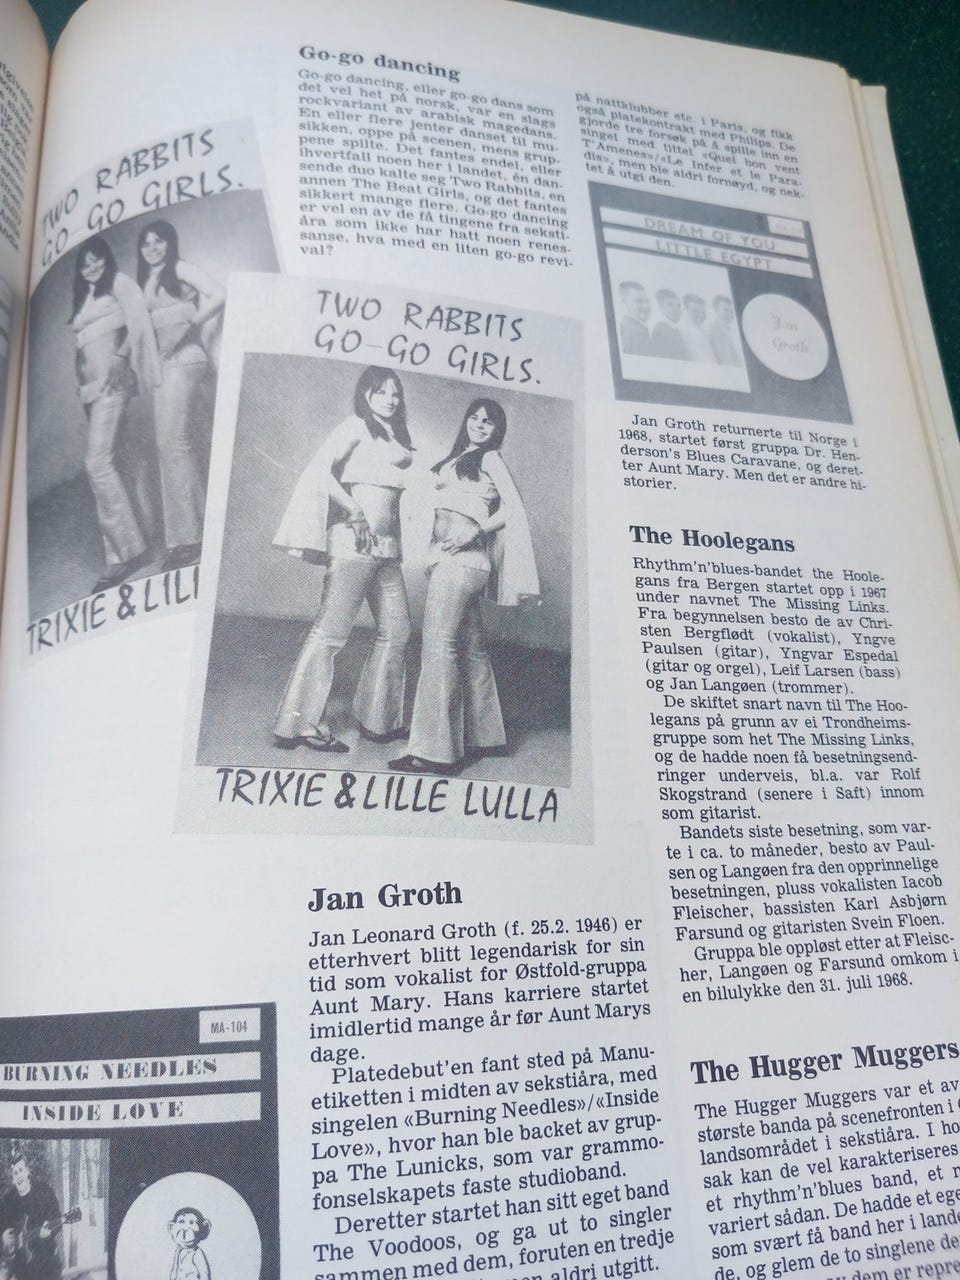 Go-go dancing
Go-go dancing, eller go-go dans som
det vel het på norsk, var en slags
rockvariant av arabisk magedans.
En eller flere jenter danset til mu-
sikken, oppe på scenen, mens grup-
pene spilte. Det fantes endel, eller
ihvertfall noen her i landet, én dan-
sende duo kalte seg Two Rabbits, en
annen The Beat Girls, og det fantes
sikkert mange flere. Go-go dancing
er vel en av de få tingene fra seksti-
åra som ikke har hatt noen renes-
sanse, hva med en liten go-go revi-
val?
TWO RABBITS
GO-GO GIRLS.
TRIXIE & LILL
TWO RABBITS
GO-GO GIRLS.
TRIXIE & LILLE LULLA
Jan Groth
Jan Leonard Groth (f. 25.2. 1946) er
etterhvert blitt legendarisk for sin
tid som vokalist for Østfold-gruppa
Aunt Mary. Hans karriere startet
imidlertid mange år før Aunt Marys
dage.
Platedebut'en fant sted på Manu-
etiketten i midten av sekstiåra, med
singelen «Burning Needles»/«Inside
Love», hvor han ble backet av grup-
pa The Lunicks, som var grammo-
fonselskapets faste studioband.
Deretter startet han sitt eget band
The Voodoos, og ga ut to singler
sammen med dem, foruten en tredje
aldri utgitt.
MA-104
BURNING NEEDLES
INSIDE LOVE
på nattklubber etc. i Paris, og fikk
også platekontrakt med Philips. De
gjorde tre forsøk på å spille inn en
singel med tittel «Quel bon Vent
T'Amenes»/«Le Infer et le Para-
dis», men ble aldri fornøyd, og nek-
tet å utgi den.
DREAM OF YOU
LITTLE EGYPT
Jan
Groth
Jan Groth returnerte til Norge i
1968, startet først gruppa Dr. Hen-
derson's Blues Caravane, og deret-
ter Aunt Mary. Men det er andre hi-
storier.
The Hoolegans
Rhythm'n'blues-bandet the Hoole-
gans fra Bergen startet opp i 1967
under navnet The Missing Links.
Fra begynnelsen besto de av Chri-
sten Bergflødt (vokalist), Yngve
Paulsen (gitar), Yngvar Espedal
(gitar og orgel), Leif Larsen (bass)
og Jan Langøen (trommer).
De skiftet snart navn til The Hoo-
legans på grunn av ei Trondheims-
gruppe som het The Missing Links,
og de hadde noen få besetningsend-
ringer underveis, bl.a. var Rolf
Skogstrand (senere i Saft) innom
som gitarist.
Bandets siste besetning, som var-
te i ca. to måneder, besto av Paul-
sen og Langøen fra den opprinnelige
besetningen, pluss vokalisten Iacob
Fleischer, bassisten Karl Asbjørn
Farsund og gitaristen Svein Floen.
Gruppa ble oppløst etter at Fleisc-
her, Langøen og Farsund omkom i
en bilulykke den 31. juli 1968.
The Hugger Muggers
The Hugger Muggers var et av
største banda på scenefronten i
landsområdet i sekstiåra. I
sak kan de vel karakteriseres
et rhythm'n'blues band, et
variert sådan. De hadde et
som svært få band her i
de, og glem de to singlene
dem er